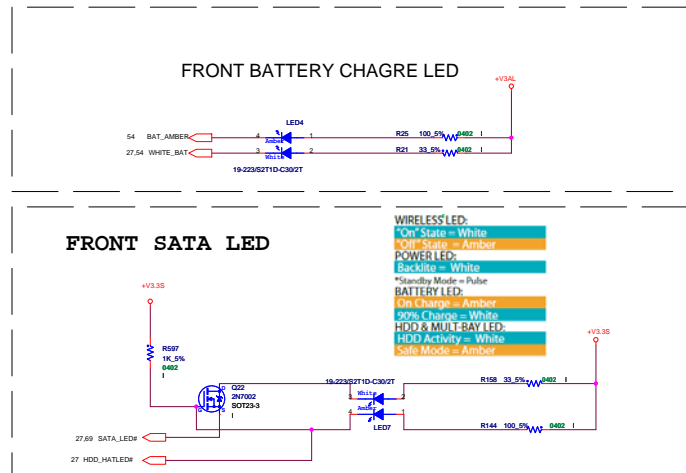 FRONT BATTERY CHAGRE LED
+V3AL
LED4
54 BAT_AMBER 4 Amber 1 R25 100_5% 0402 I
27,54 WHITE_BAT 3 White 2 R21 33_5% 0402 I
19-223/S2T1D-C30/2T
FRONT SATA LED
WIRELESS LED:
"On" State = White
"Off" State = Amber
POWER LED:
Backlite = White
*Standby Mode = Pulse
BATTERY LED:
On Charge = Amber
90% Charge = White
HDD & MULT-BAY LED:
HDD Activity = White
Safe Mode = Amber
+V3.3S
+V3.3S
R597
1K_5%
0402
I
Q22
2N7002
SOT23-3
I
D
G
S
19-223/S2T1D-C30/2T
3 White 2 R158 33_5% 0402 I
4 Amber 1 R144 100_5% 0402 I
LED7
27,69 SATA_LED#
27 HDD_HATLED#